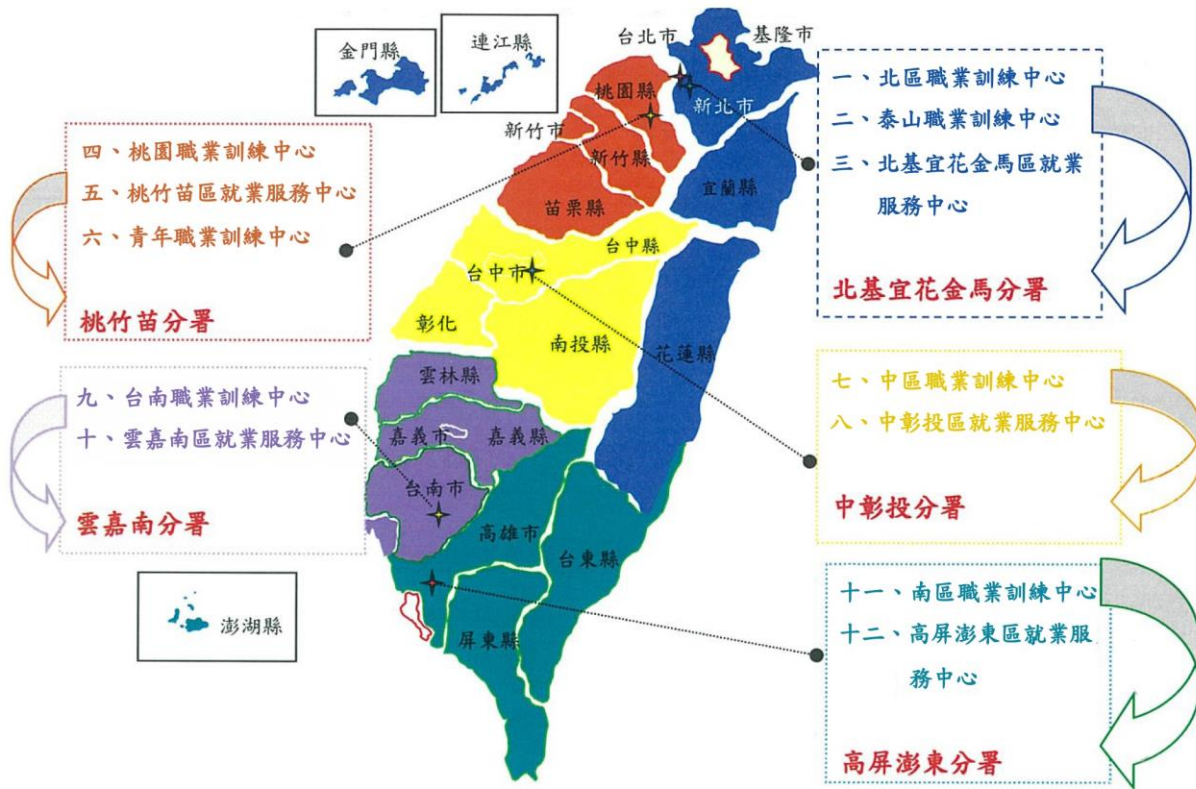 金門縣
連江縣
台北市
基隆市
桃園縣
新北市
新竹市
新竹縣
宜蘭縣
苗栗縣
台中縣
台中市
彰化
南投縣
花蓮縣
雲林縣
嘉義市
嘉義縣
台南市
高雄市
台東縣
屏東縣
澎湖縣
一、北區職業訓練中心
二、泰山職業訓練中心
三、北基宜花金馬區就業
服務中心
北基宜花金馬分署
四、桃園職業訓練中心
五、桃竹苗區就業服務中心
六、青年職業訓練中心
桃竹苗分署
七、中區職業訓練中心
八、中彰投區就業服務中心
中彰投分署
九、台南職業訓練中心
十、雲嘉南區就業服務中心
雲嘉南分署
十一、南區職業訓練中心
十二、高屏澎東區就業服
務中心
高屏澎東分署